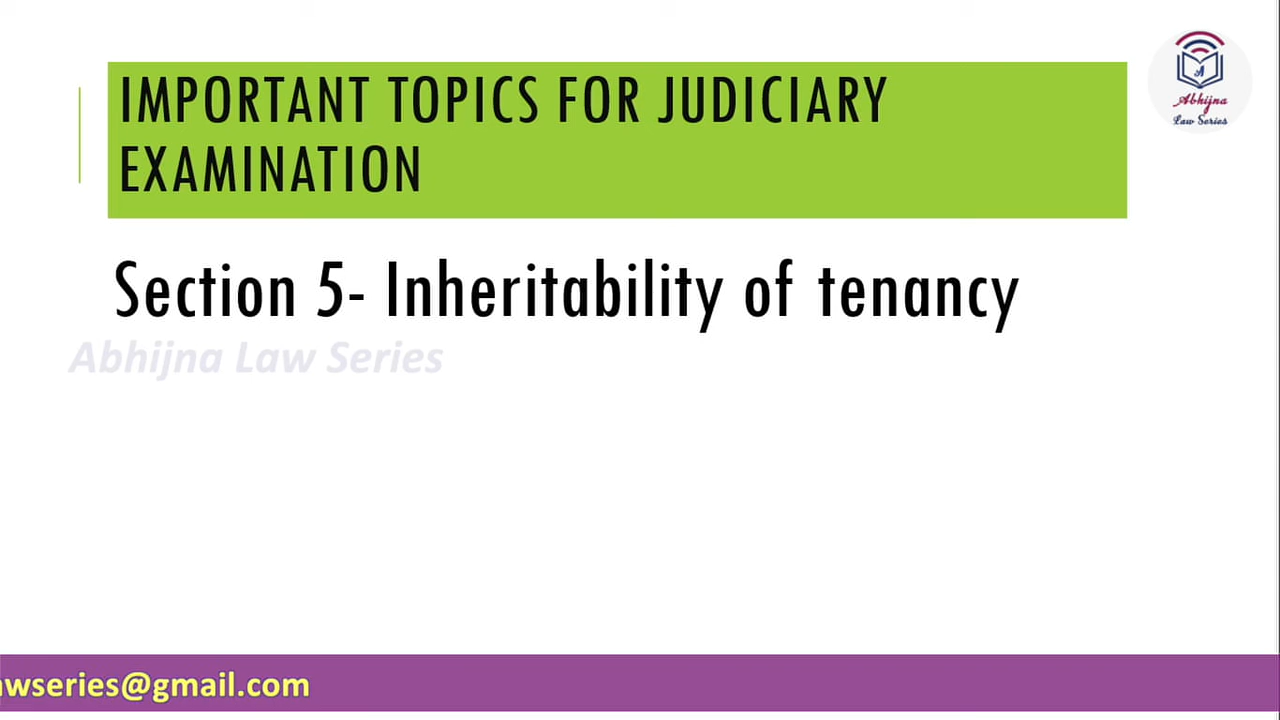 IMPORTANT TOPICS FOR JUDICIARY
EXAMINATION
A
Abhijna
Law Series
Section 5- Inheritability of tenancy
Abhijna Law Series
wseries@gmail.com